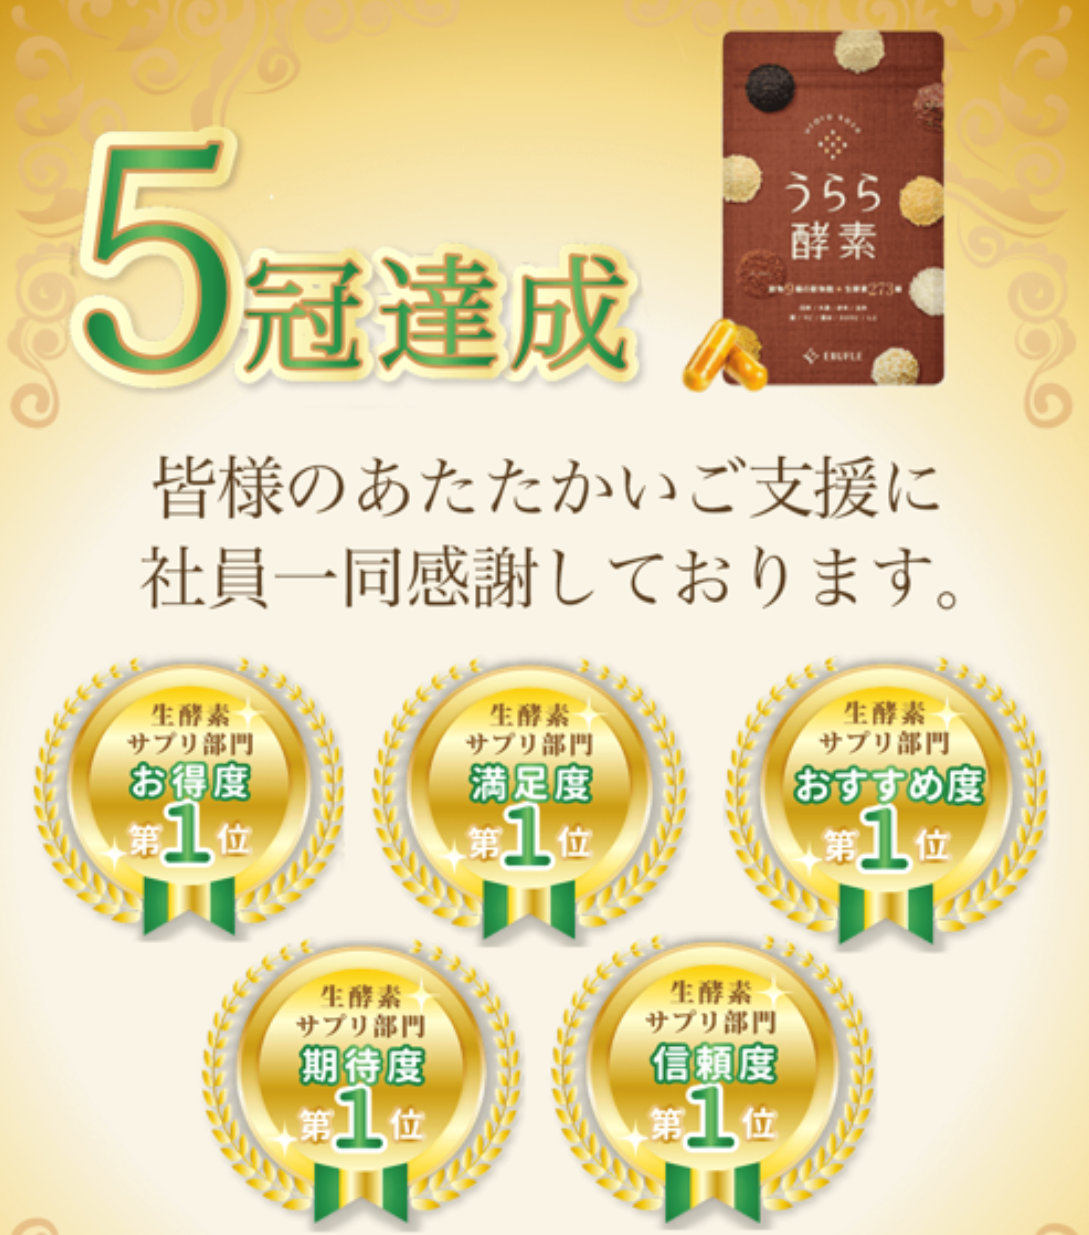 5冠達成
urara koso
うらら
酵素
EBUFLE
皆様のあたたかいご支援に
社員一同感謝しております。
生酵素
サプリ部門
お得度
第1位
生酵素
サプリ部門
満足度
第1位
生酵素
サプリ部門
おすすめ度
第1位
生酵素
サプリ部門
期待度
第1位
生酵素
サプリ部門
信頼度
第1位